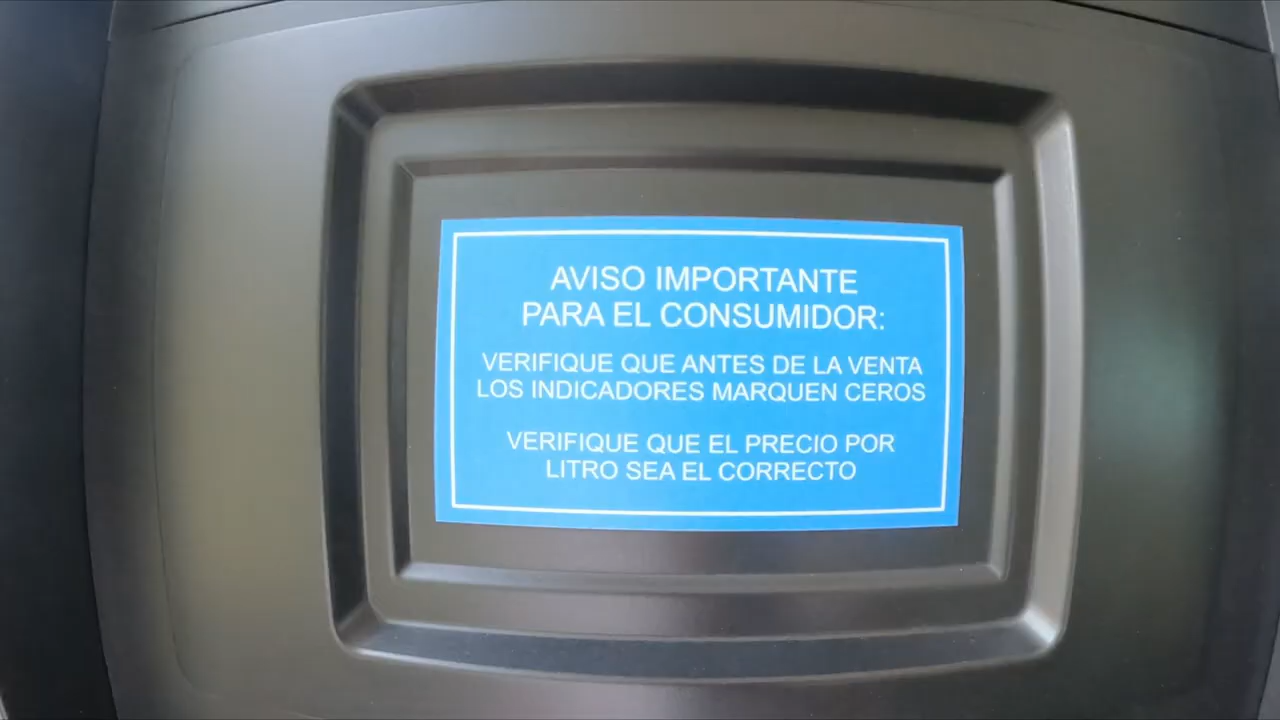 AVISO IMPORTANTE
PARA EL CONSUMIDOR:
VERIFIQUE QUE ANTES DE LA VENTA
LOS INDICADORES MARQUEN CEROS
VERIFIQUE QUE EL PRECIO POR
LITRO SEA EL CORRECTO